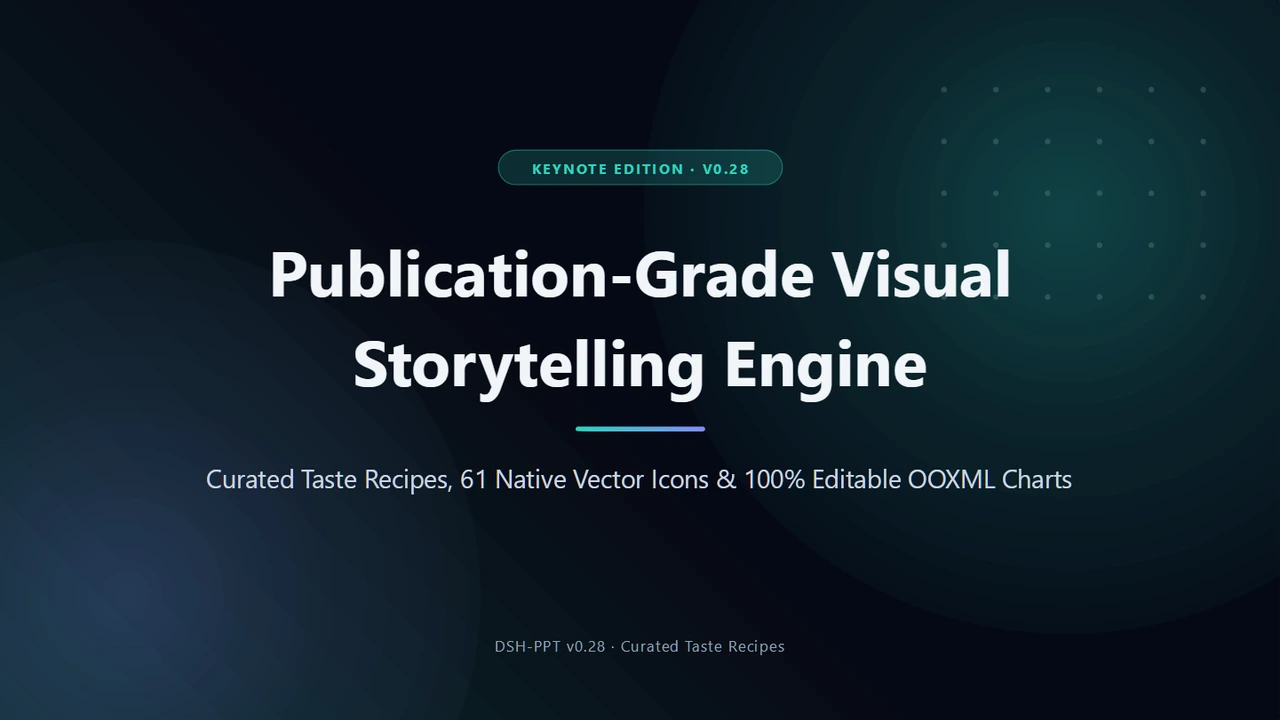 KEYNOTE EDITION · V0.28
Publication-Grade Visual
Storytelling Engine
Curated Taste Recipes, 61 Native Vector Icons & 100% Editable OOXML Charts
DSH-PPT v0.28 · Curated Taste Recipes